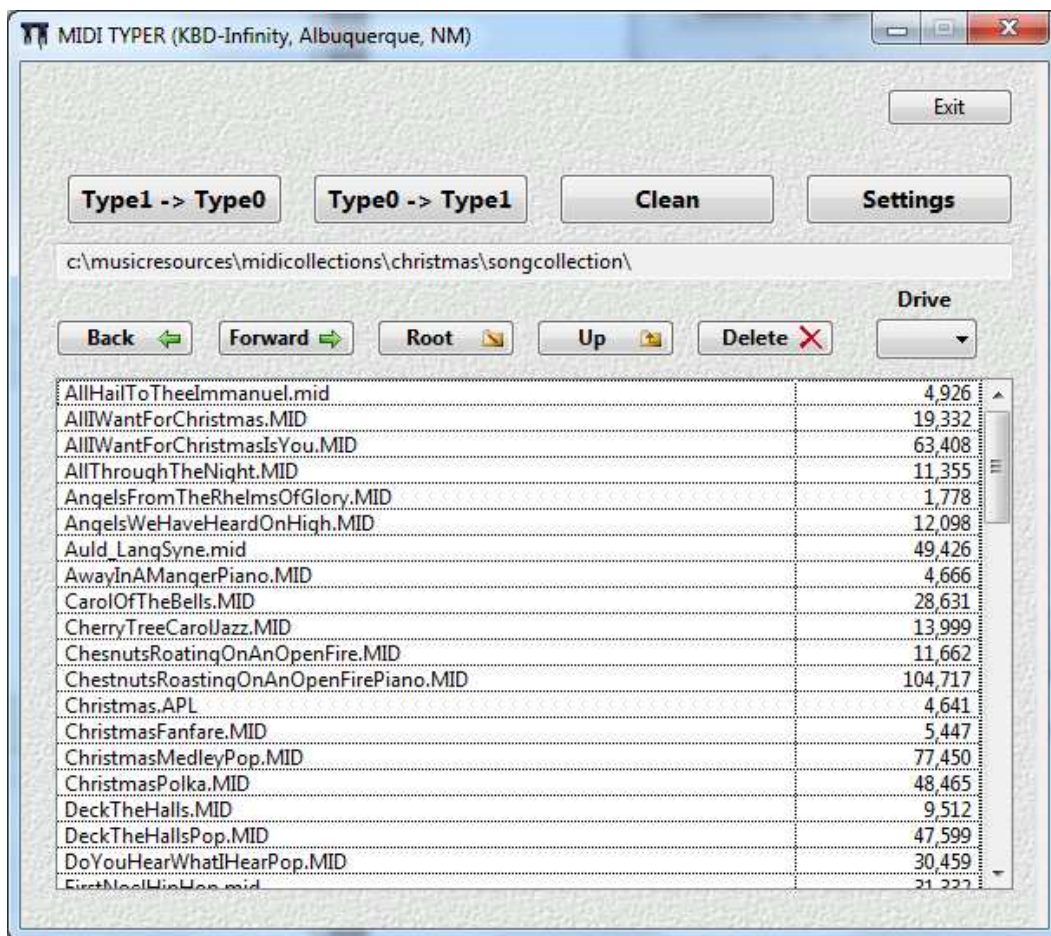 MIDI TYPER (KBD-Infinity, Albuquerque, NM)
Exit
Type1 -> Type0 Type0 -> Type1 Clean Settings
c:\musicresources\midicollections\christmas\songcollection\
Drive
Back Forward Root Up Delete
AllHailToTheeImmanuel.mid 4,926
AllIWantForChristmas.MID 19,332
AllIWantForChristmasIsYou.MID 63,408
AllThroughTheNight.MID 11,355
AngelsFromTheRhelmsOfGlory.MID 1,778
AngelsWeHaveHeardOnHigh.MID 12,098
Auld_LangSyne.mid 49,426
AwayInAMangerPiano.MID 4,666
CarolOfTheBells.MID 28,631
CherryTreeCarolJazz.MID 13,999
ChesnutsRoatingOnAnOpenFire.MID 11,662
ChestnutsRoastingOnAnOpenFirePiano.MID 104,717
Christmas.APL 4,641
ChristmasFanfare.MID 5,447
ChristmasMedleyPop.MID 77,450
ChristmasPolka.MID 48,465
DeckTheHalls.MID 9,512
DeckTheHallsPop.MID 47,599
DoYouHearWhatIHearPop.MID 30,459
FirstNoelHipHop.mid 31,332